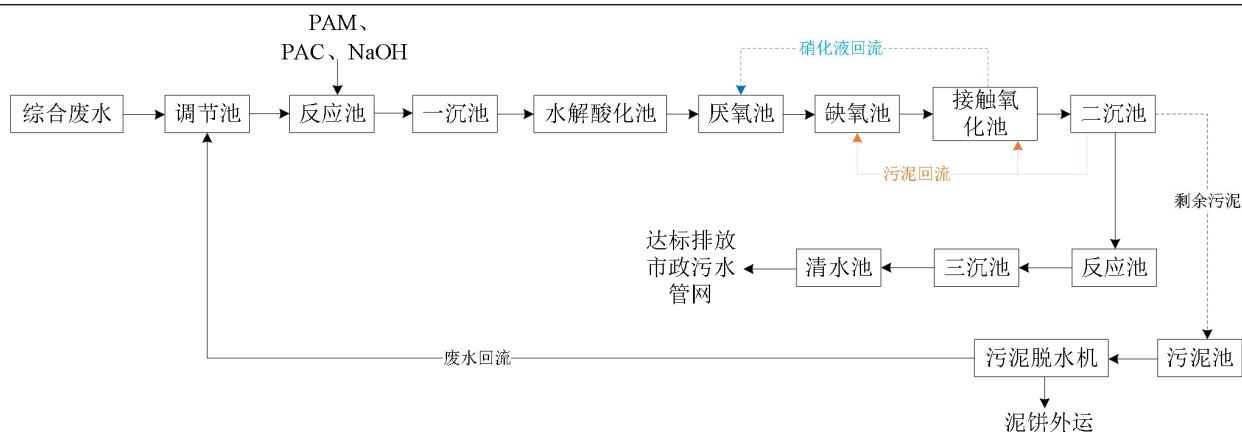 PAM、
PAC、NaOH
硝化液回流
综合废水
调节池
反应池
一沉池
水解酸化池
厌氧池
缺氧池
接触氧
化池
二沉池
污泥回流
剩余污泥
达标排放
市政污水
管网
清水池
三沉池
反应池
废水回流
污泥脱水机
污泥池
泥饼外运